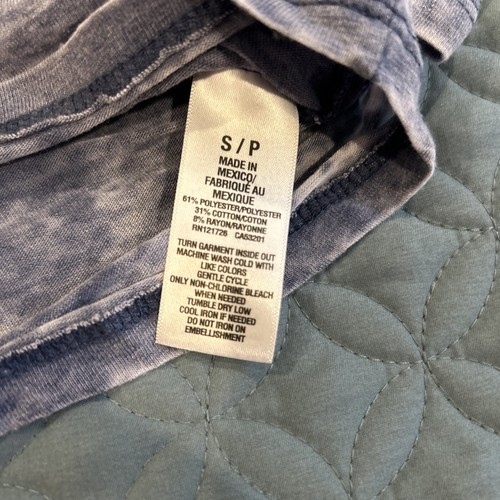 S / P
MADE IN
MEXICO/
FABRIQUÉ AU
MEXIQUE
61% POLYESTER/POLYESTER
31% COTTON/COTON
8% RAYON/RAYONNE
RN121726 CA53201
TURN GARMENT INSIDE OUT
MACHINE WASH COLD WITH
LIKE COLORS
GENTLE CYCLE
ONLY NON-CHLORINE BLEACH
WHEN NEEDED
TUMBLE DRY LOW
COOL IRON IF NEEDED
DO NOT IRON ON
EMBELLISHMENT